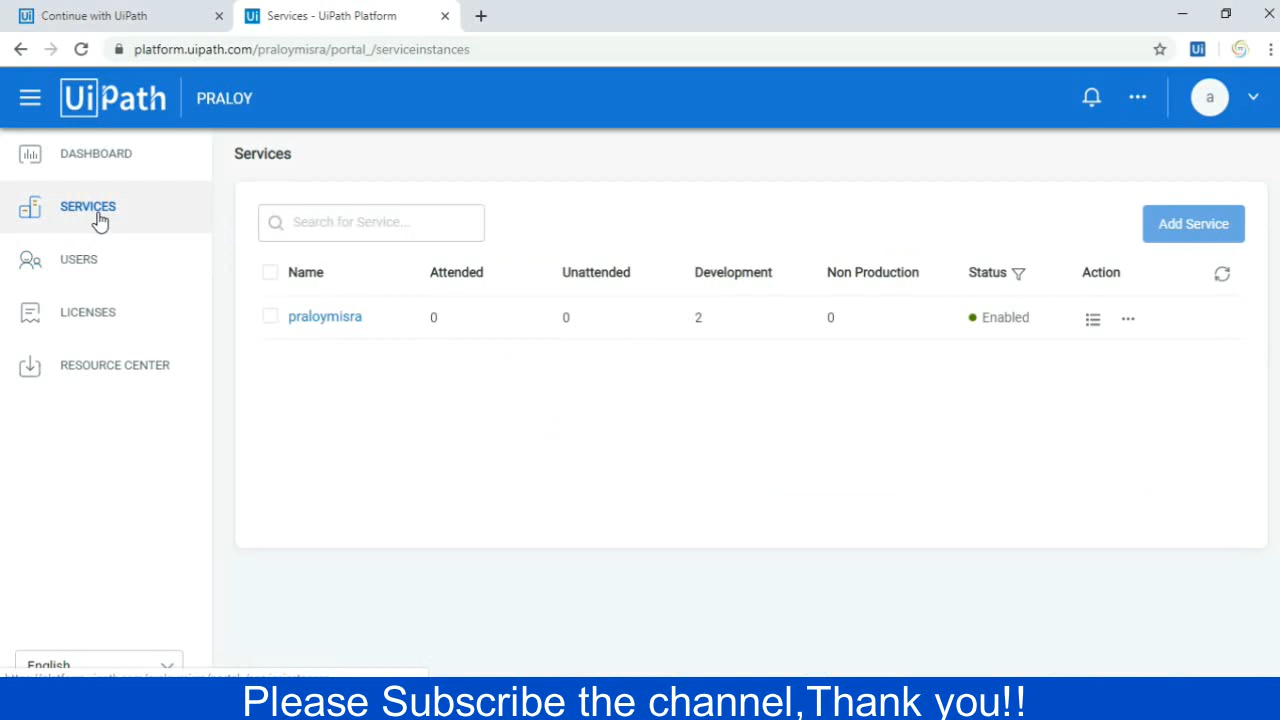 Continue with UiPath
Services - UiPath Platform
platform.uipath.com/praloymisra/portal_/serviceinstances
UiPath PRALOY
a
DASHBOARD
SERVICES
USERS
LICENSES
RESOURCE CENTER
English
Services
Search for Service...
Add Service
Name Attended Unattended Development Non Production Status Action
praloymisra 0 0 2 0 Enabled
Please Subscribe the channel,Thank you!!